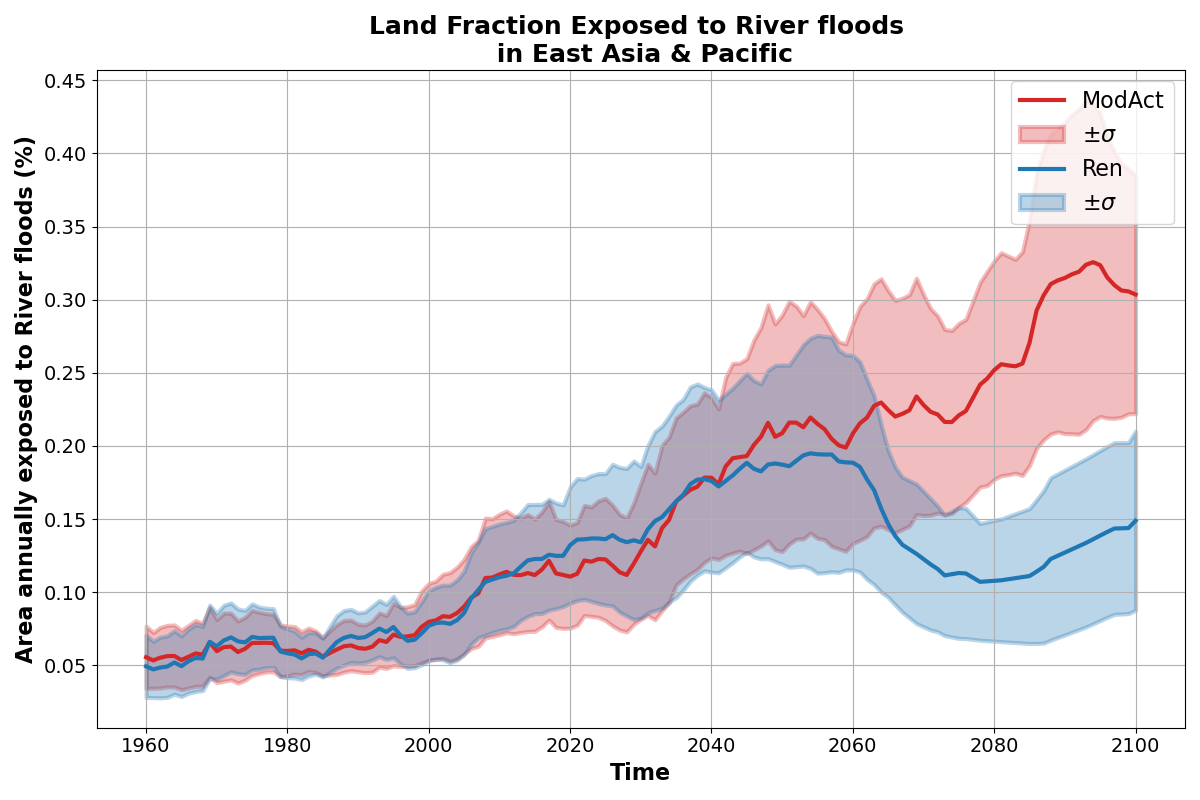 Land Fraction Exposed to River floods
in East Asia & Pacific
Area annually exposed to River floods (%)
0.45
0.40
0.35
0.30
0.25
0.20
0.15
0.10
0.05
ModAct
±σ
Ren
±σ
1960
1980
2000
2020
2040
2060
2080
2100
Time